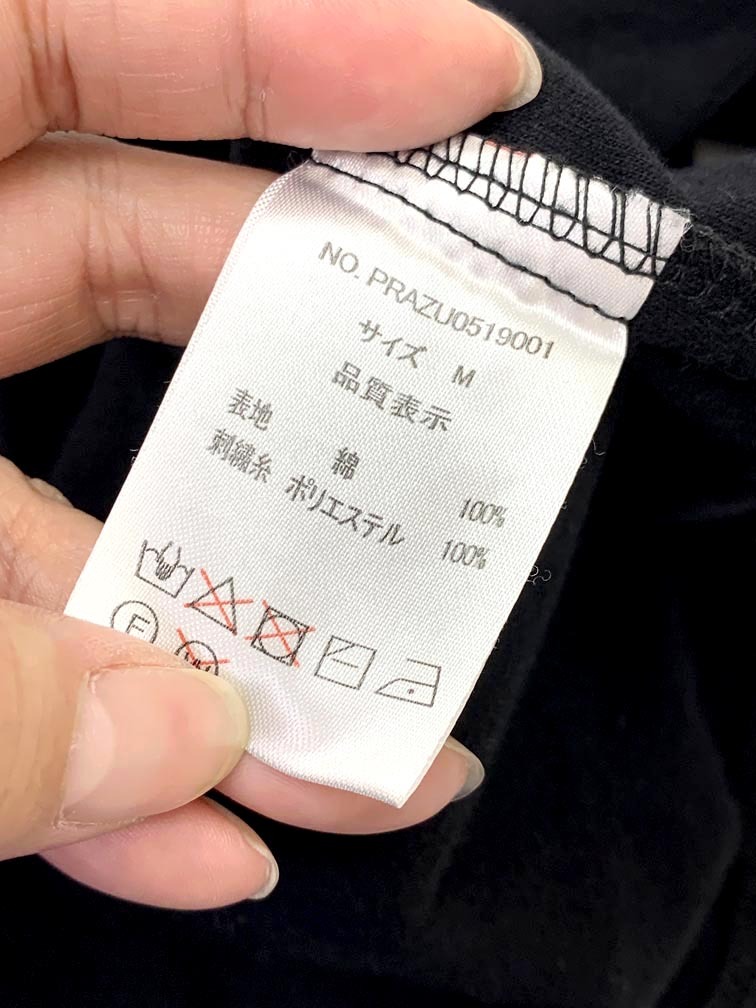 NO. PRAZU0519001
サイズ M
品質表示
表地 綿 100%
刺繍糸 ポリエステル 100%
F
W